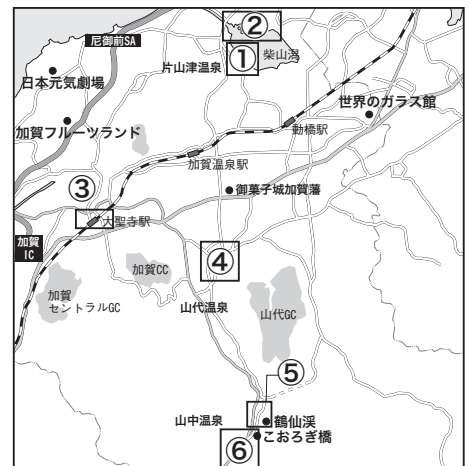 ②
尼御前SA
①
柴山潟
片山津温泉
日本元気劇場
世界のガラス館
加賀フルーツランド
動橋駅
加賀温泉駅
③
御菓子城加賀藩
大聖寺駅
加賀
IC
④
加賀CC
加賀
セントラルGC
山代温泉
山代GC
⑤
山中温泉
鶴仙渓
こおろぎ橋
⑥